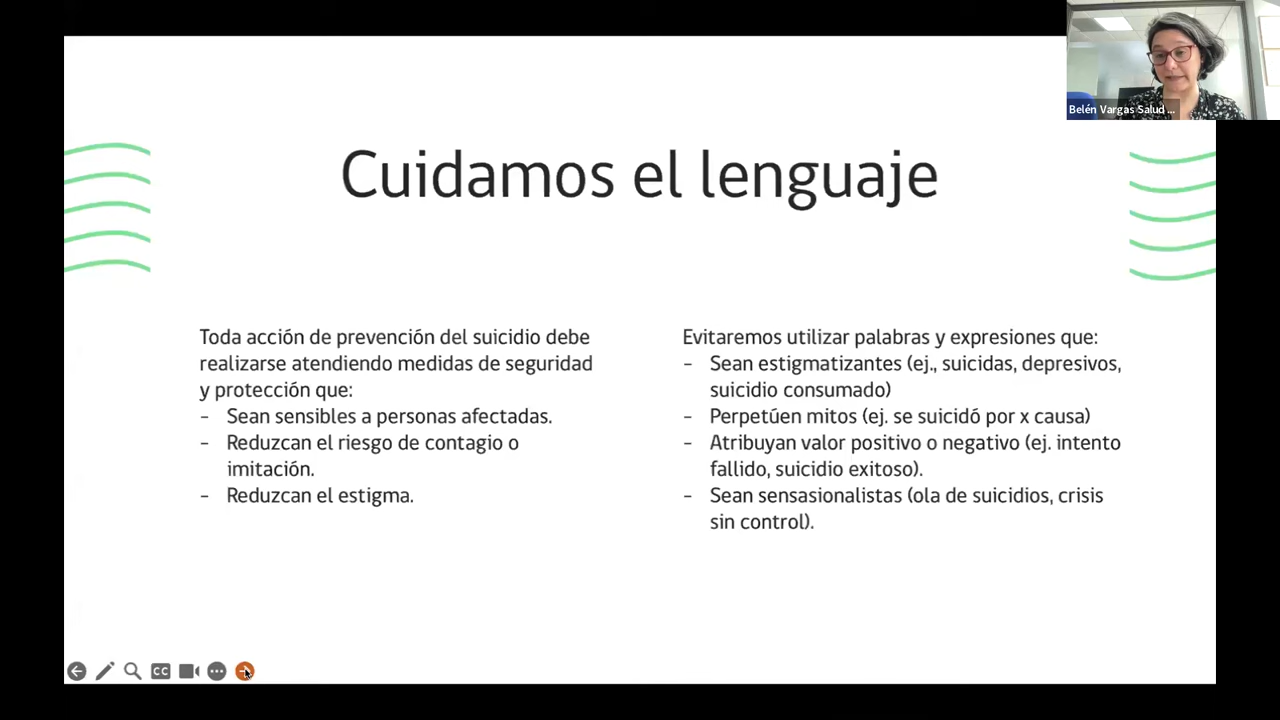 Belén Vargas Salud ...
Cuidamos el lenguaje
Toda acción de prevención del suicidio debe
realizarse atendiendo medidas de seguridad
y protección que:
- Sean sensibles a personas afectadas.
- Reduzcan el riesgo de contagio o
imitación.
- Reduzcan el estigma.
Evitaremos utilizar palabras y expresiones que:
- Sean estigmatizantes (ej., suicidas, depresivos,
suicidio consumado)
- Perpetúen mitos (ej. se suicidó por x causa)
- Atribuyan valor positivo o negativo (ej. intento
fallido, suicidio exitoso).
- Sean sensasionalistas (ola de suicidios, crisis
sin control).
CC